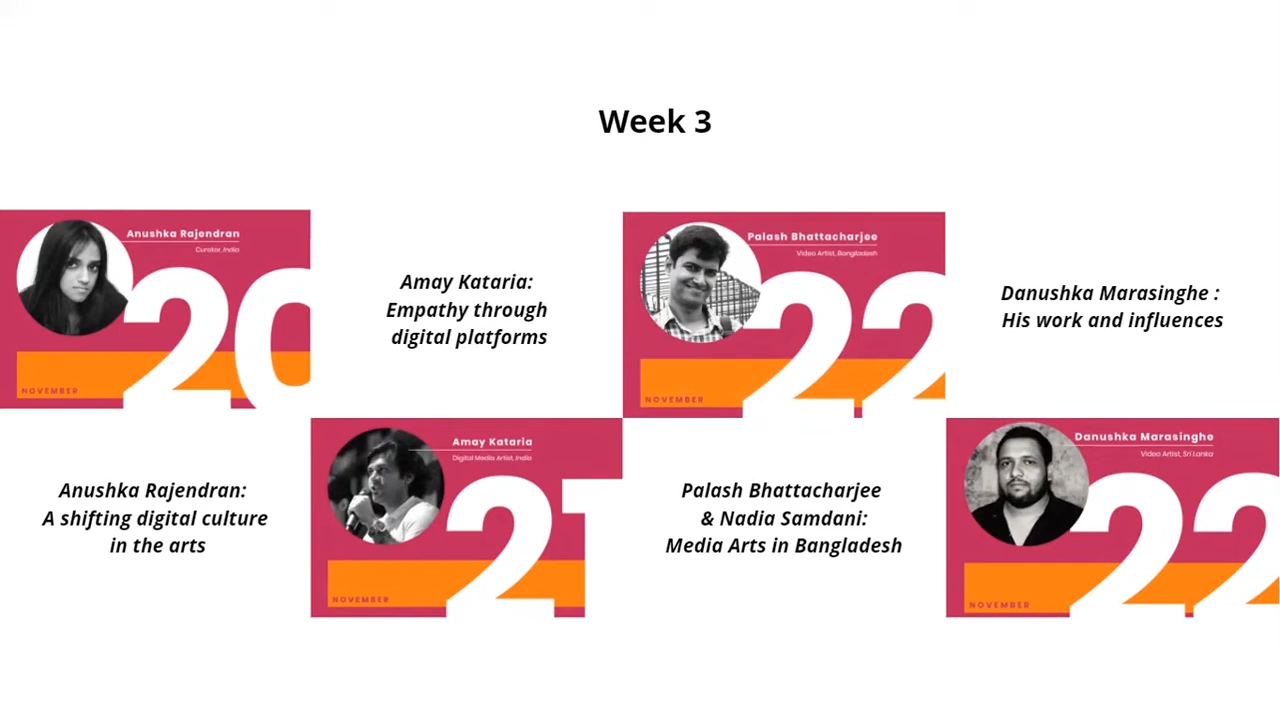 Week 3
Anushka Rajendran
Curator, India
20
NOVEMBER
Anushka Rajendran:
A shifting digital culture
in the arts
Amay Kataria:
Empathy through
digital platforms
Amay Kataria
Digital Media Artist, India
21
NOVEMBER
Palash Bhattacharjee
Video Artist, Bangladesh
22
NOVEMBER
Palash Bhattacharjee
& Nadia Samdani:
Media Arts in Bangladesh
Danushka Marasinghe :
His work and influences
Danushka Marasinghe
Video Artist, Sri Lanka
22
NOVEMBER